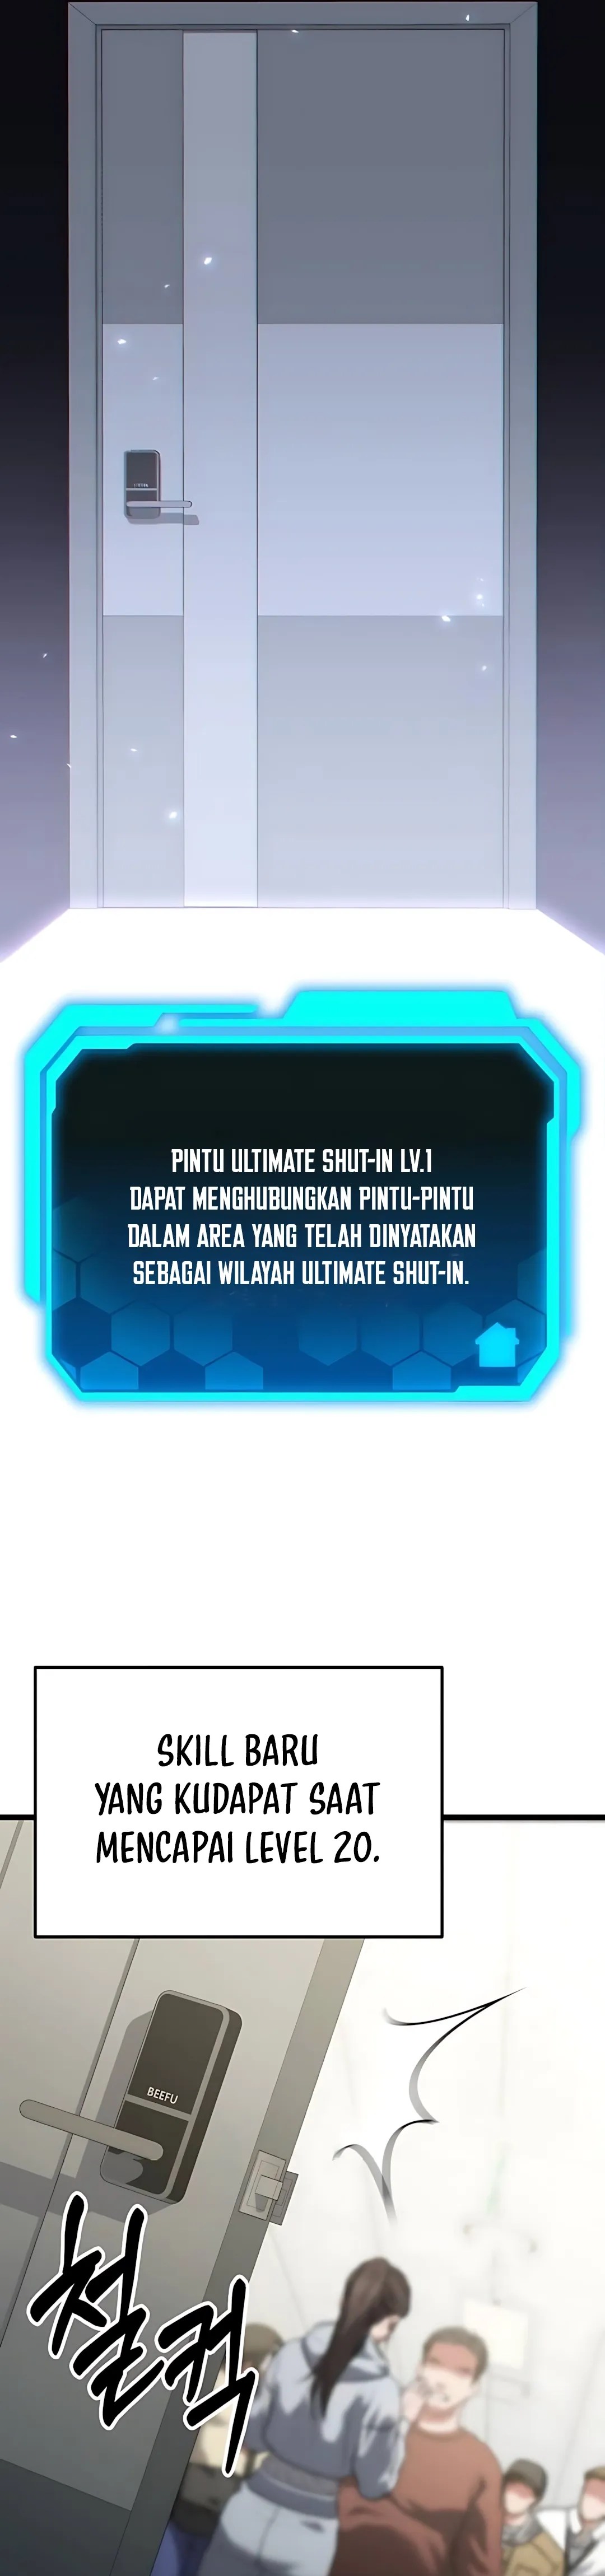 PINTU ULTIMATE SHUT-IN LV.1
DAPAT MENGHUBUNGKAN PINTU-PINTU
DALAM AREA YANG TELAH DINYATAKAN
SEBAGAI WILAYAH ULTIMATE SHUT-IN.
SKILL BARU
YANG KUDAPAT SAAT
MENCAPAI LEVEL 20.
BEEFU
철컥